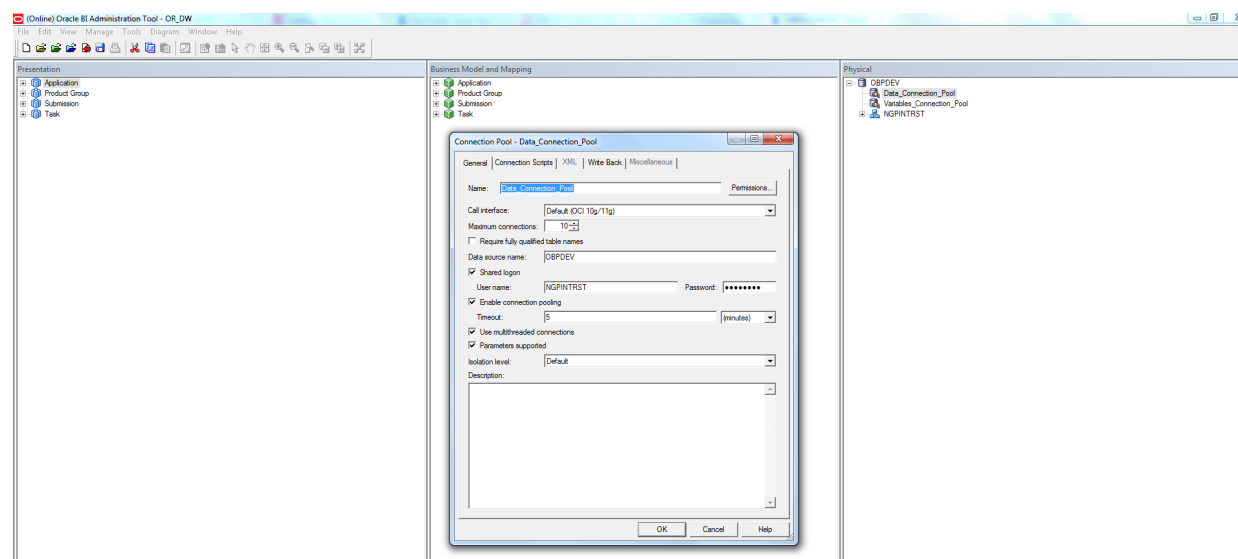 (Online) Oracle BI Administration Tool - OR_DW
File Edit View Manage Tools Diagram Window Help
Presentation
Application
Product Group
Submission
Task
Business Model and Mapping
Application
Product Group
Submission
Task
Physical
OBPDEV
Data_Connection_Pool
Variables_Connection_Pool
NGPINTRST
Connection Pool - Data_Connection_Pool
General Connection Scripts XML Write Back Miscellaneous
Name: Data_Connection_Pool Permissions...
Call interface: Default (OCI 10g/11g)
Maximum connections: 10
Require fully qualified table names
Data source name: OBPDEV
Shared logon
User name: NGPINTRST Password: ••••••••
Enable connection pooling
Timeout: 5 (minutes)
Use multithreaded connections
Parameters supported
Isolation level: Default
Description:
OK Cancel Help